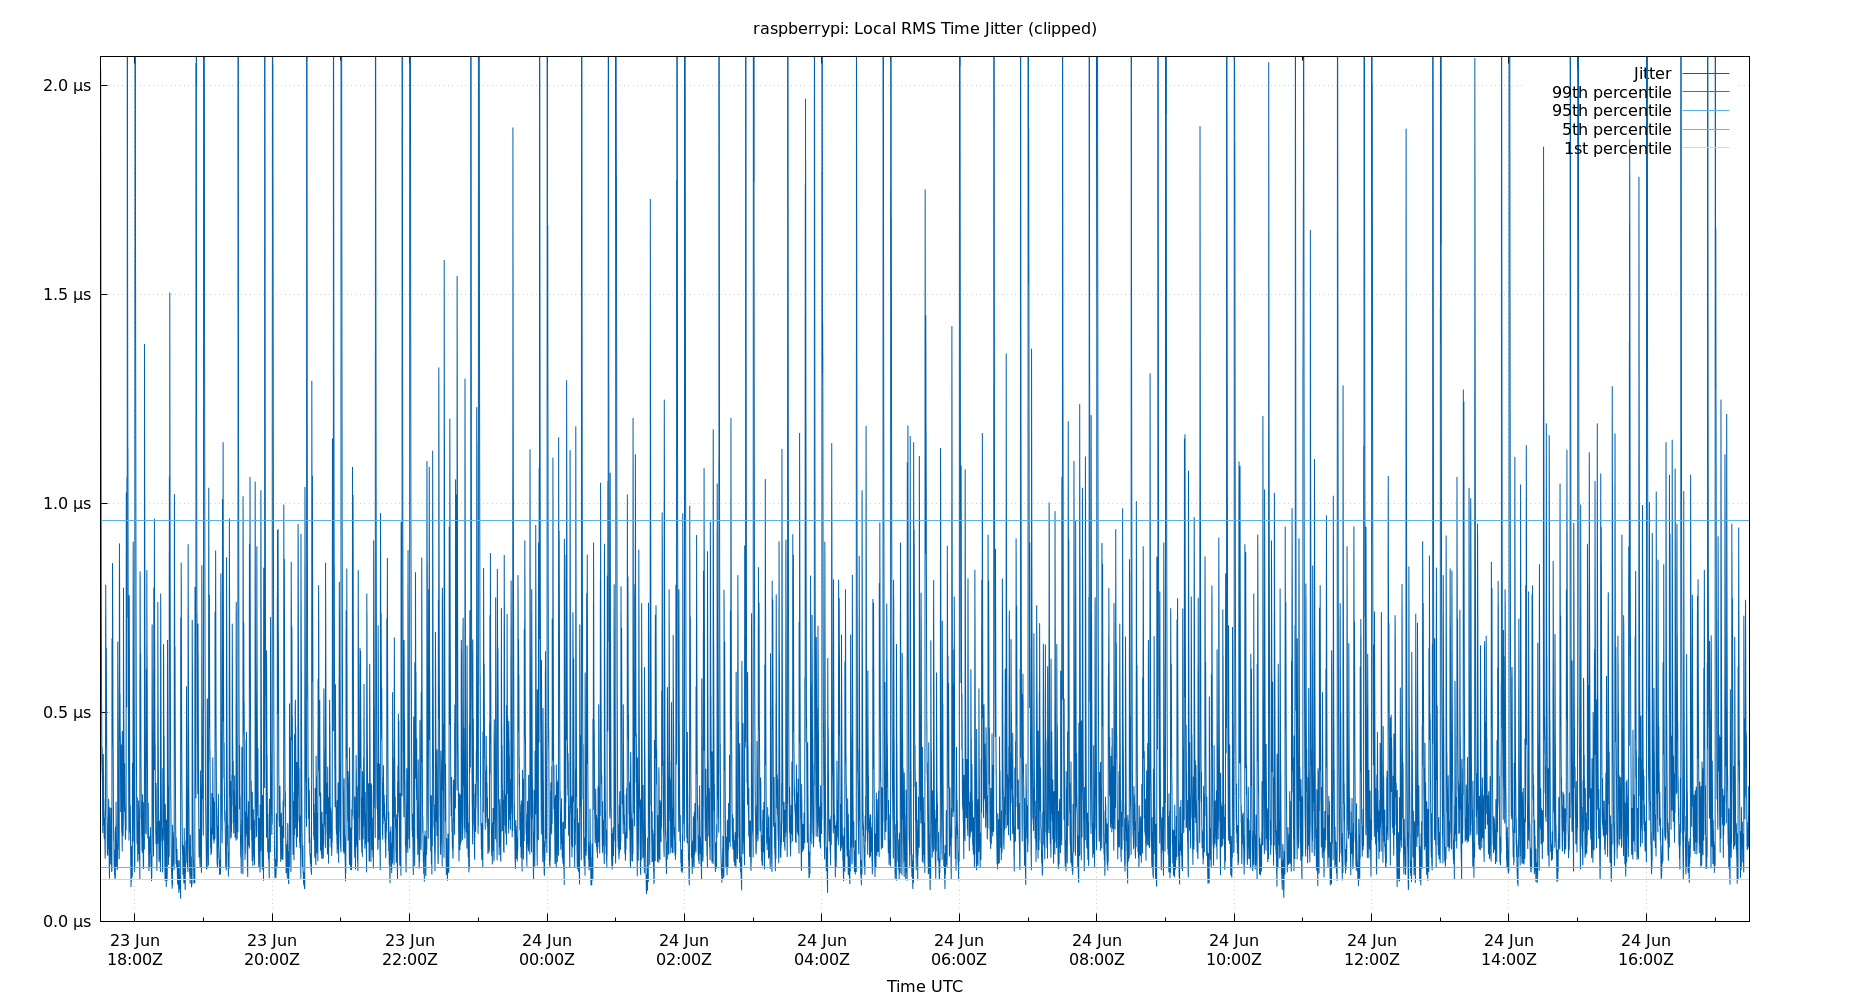 raspberrypi: Local RMS Time Jitter (clipped)
2.0 μs
1.5 μs
1.0 μs
0.5 μs
0.0 μs
Jitter
99th percentile
95th percentile
5th percentile
1st percentile
23 Jun 23 Jun 23 Jun 24 Jun 24 Jun 24 Jun 24 Jun 24 Jun 24 Jun 24 Jun 24 Jun 24 Jun
18:00Z 20:00Z 22:00Z 00:00Z 02:00Z 04:00Z 06:00Z 08:00Z 10:00Z 12:00Z 14:00Z 16:00Z
Time UTC